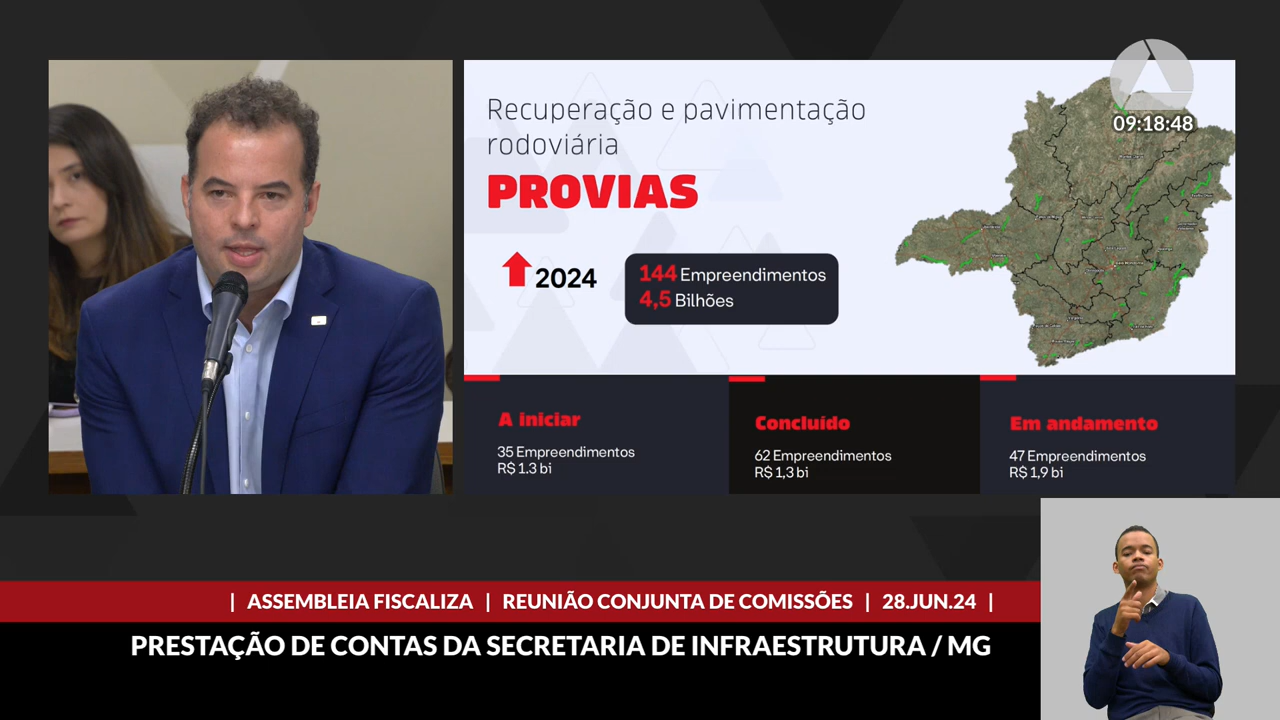 09:18:48
Recuperação e pavimentação
rodoviária
PROVIAS
2024
144 Empreendimentos
4,5 Bilhões
A iniciar
35 Empreendimentos
R$ 1.3 bi
Concluído
62 Empreendimentos
R$ 1,3 bi
Em andamento
47 Empreendimentos
R$ 1,9 bi
| ASSEMBLEIA FISCALIZA | REUNIÃO CONJUNTA DE COMISSÕES | 28.JUN.24 |
PRESTAÇÃO DE CONTAS DA SECRETARIA DE INFRAESTRUTURA / MG